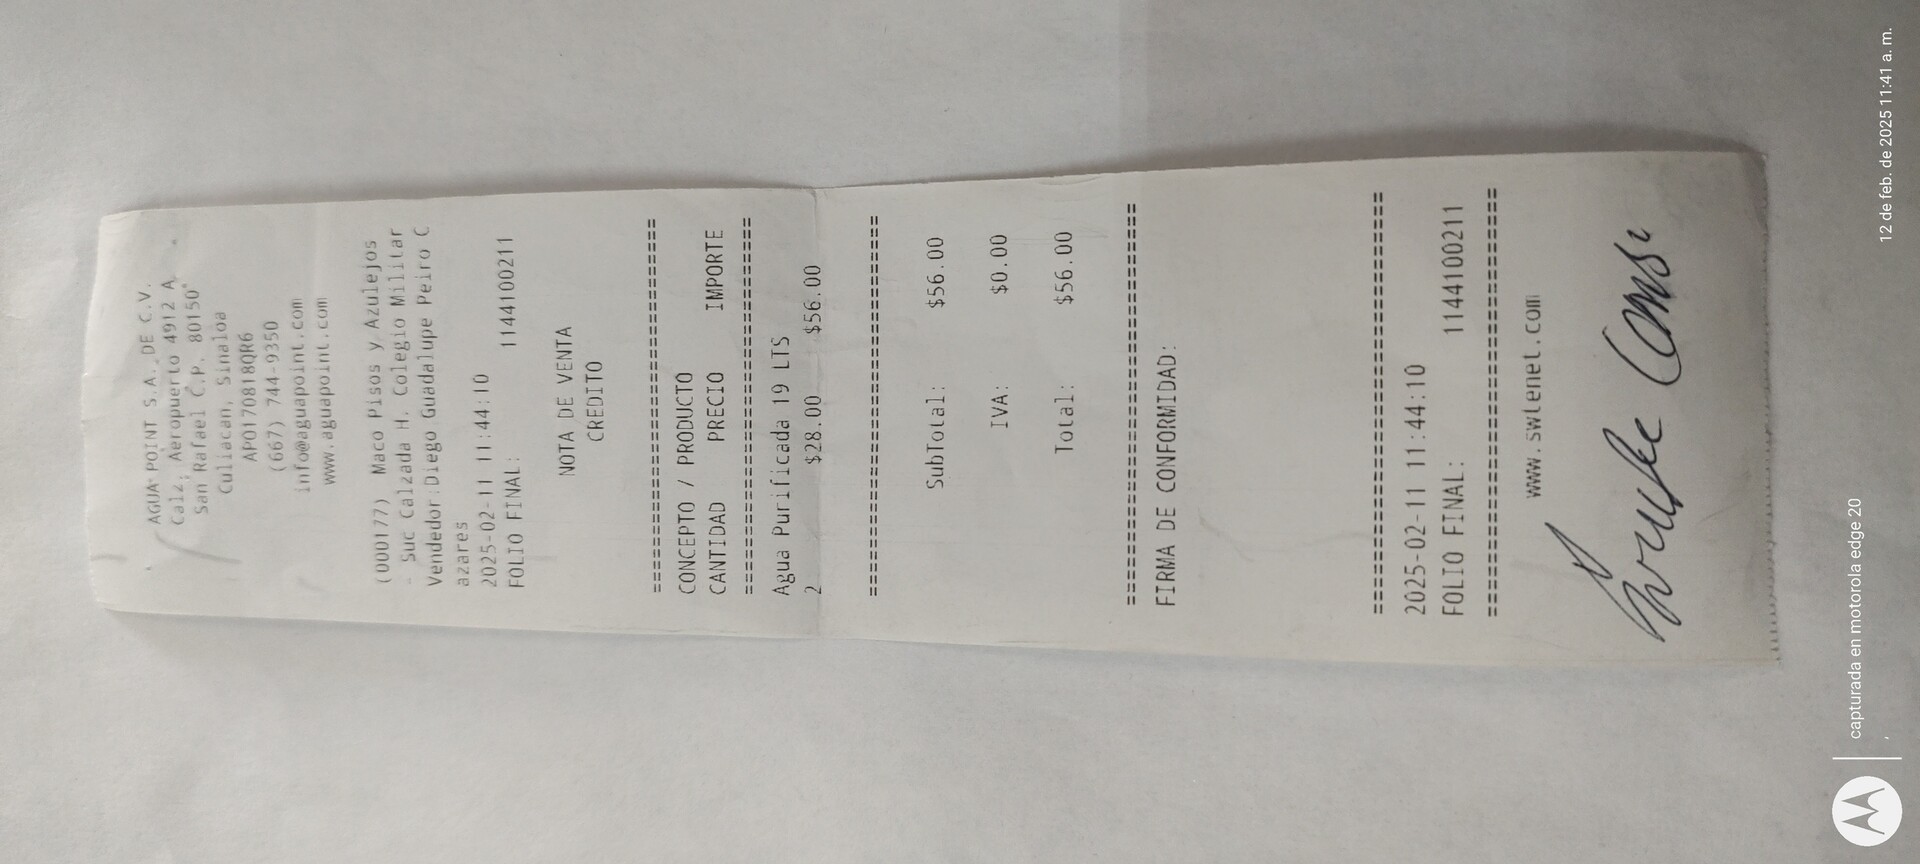 AGUA POINT S.A. DE C.V.
Calz. Aeropuerto 4912 A
San Rafael C.P. 80150
Culiacan, Sinaloa
APO170818QR6
(667) 744-9350
info@aguapoint.com
www.aguapoint.com
(000177) Maco Pisos y Azulejos
- Suc Calzada H. Colegio Militar
Vendedor:Diego Guadalupe Peiro C
azares
2025-02-11 11:44:10
FOLIO FINAL: 1144100211
NOTA DE VENTA
CREDITO
================================
CONCEPTO / PRODUCTO
CANTIDAD PRECIO IMPORTE
================================
Agua Purificada 19 LTS
2 $28.00 $56.00
================================
SubTotal: $56.00
IVA: $0.00
Total: $56.00
================================
FIRMA DE CONFORMIDAD:
================================
2025-02-11 11:44:10
FOLIO FINAL: 1144100211
================================
www.swtenet.com
capturada en motorola edge 20
12 de feb. de 2025 11:41 a. m.